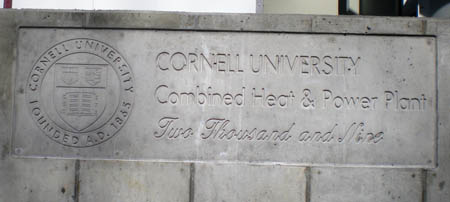 CORNELL UNIVERSITY
FOUNDED A.D. 1865
CORNELL UNIVERSITY
Combined Heat & Power Plant
Two Thousand and Nine